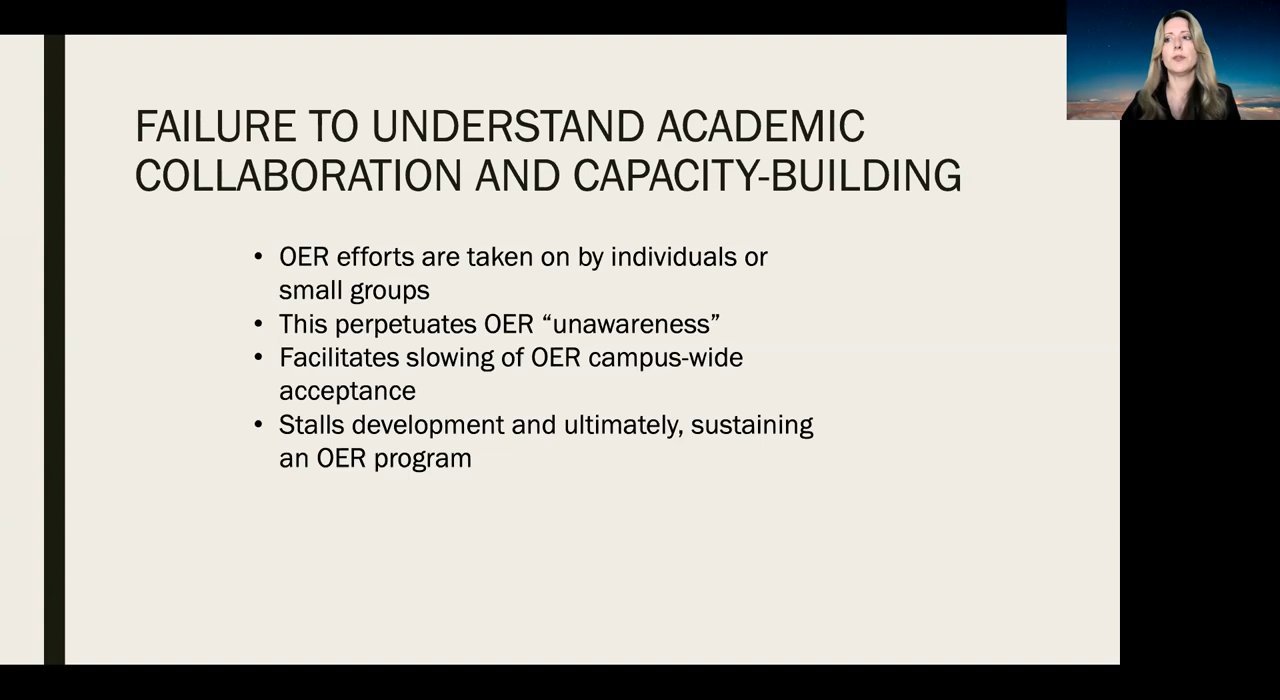 FAILURE TO UNDERSTAND ACADEMIC
COLLABORATION AND CAPACITY-BUILDING
• OER efforts are taken on by individuals or
small groups
• This perpetuates OER “unawareness”
• Facilitates slowing of OER campus-wide
acceptance
• Stalls development and ultimately, sustaining
an OER program